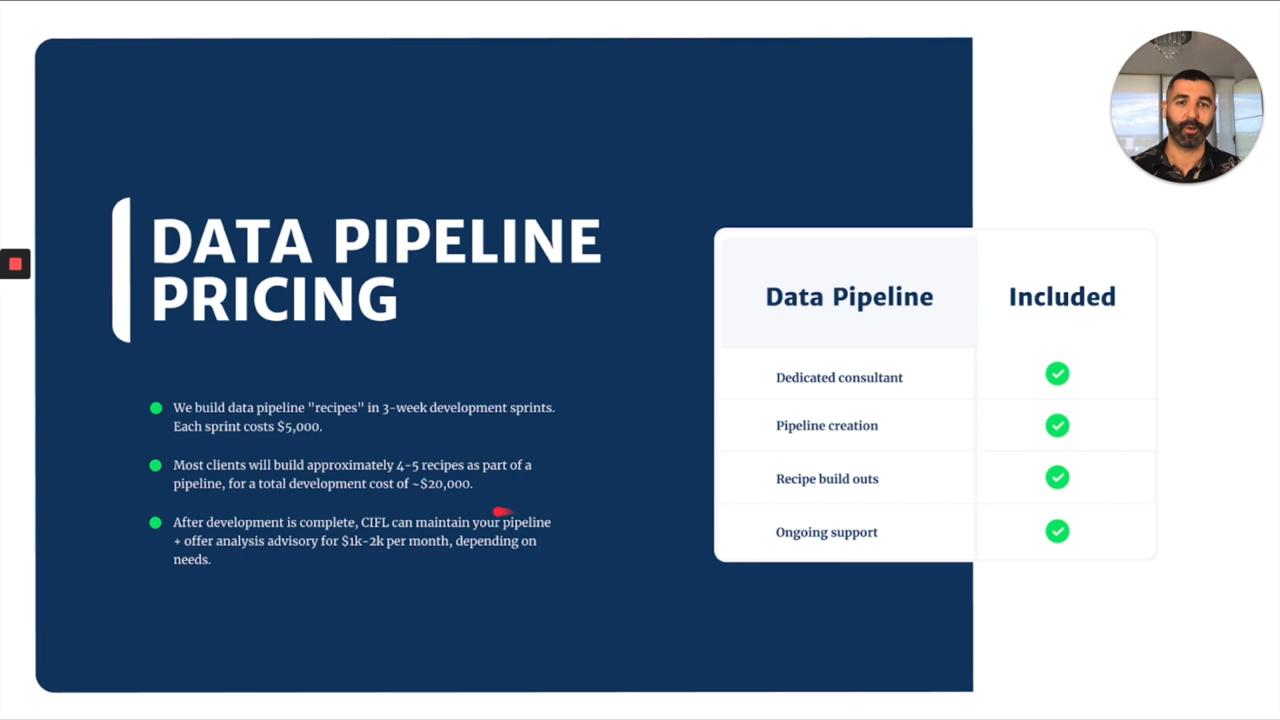 DATA PIPELINE
PRICING
We build data pipeline "recipes" in 3-week development sprints.
Each sprint costs $5,000.
Most clients will build approximately 4-5 recipes as part of a
pipeline, for a total development cost of ~$20,000.
After development is complete, CIFL can maintain your pipeline
+ offer analysis advisory for $1k-2k per month, depending on
needs.
Data Pipeline Included
Dedicated consultant
Pipeline creation
Recipe build outs
Ongoing support